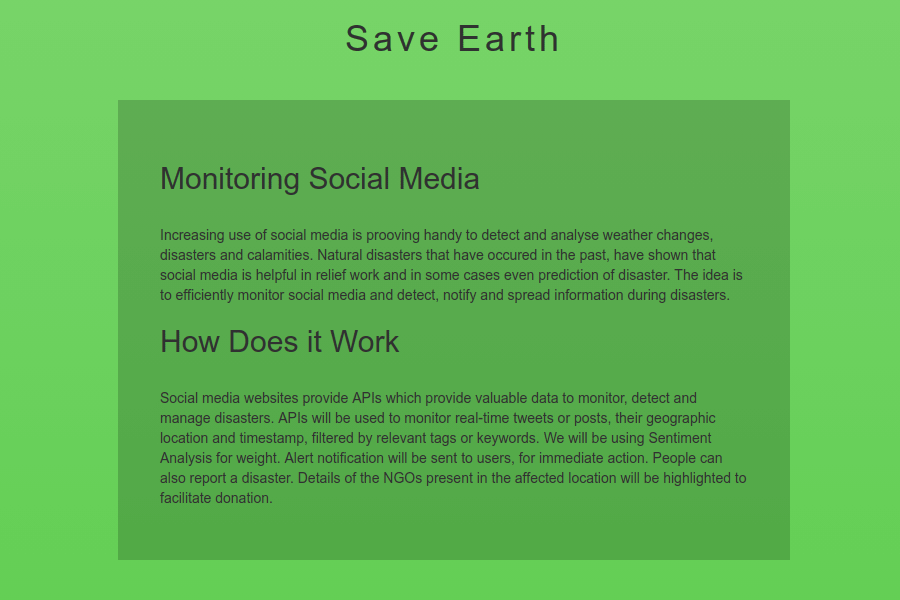 Save Earth
Monitoring Social Media
Increasing use of social media is prooving handy to detect and analyse weather changes,
disasters and calamities. Natural disasters that have occured in the past, have shown that
social media is helpful in relief work and in some cases even prediction of disaster. The idea is
to efficiently monitor social media and detect, notify and spread information during disasters.
How Does it Work
Social media websites provide APIs which provide valuable data to monitor, detect and
manage disasters. APIs will be used to monitor real-time tweets or posts, their geographic
location and timestamp, filtered by relevant tags or keywords. We will be using Sentiment
Analysis for weight. Alert notification will be sent to users, for immediate action. People can
also report a disaster. Details of the NGOs present in the affected location will be highlighted to
facilitate donation.